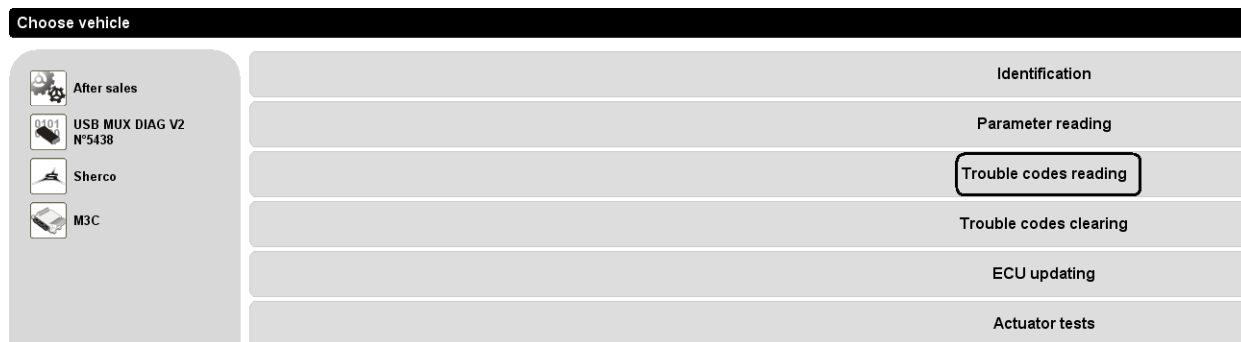 Choose vehicle
After sales
USB MUX DIAG V2
N°5438
Sherco
M3C
Identification
Parameter reading
Trouble codes reading
Trouble codes clearing
ECU updating
Actuator tests